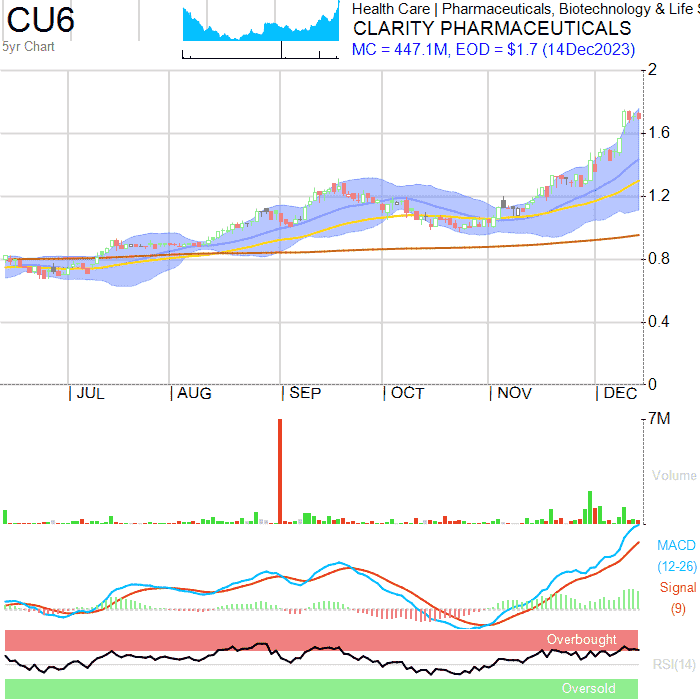 CU6
5yr Chart
Health Care | Pharmaceuticals, Biotechnology & Life S
CLARITY PHARMACEUTICALS
MC = 447.1M, EOD = $1.7 (14Dec2023)
2
1.6
1.2
0.8
0.4
0
JUL AUG SEP OCT NOV DEC
7M
Volume
MACD
(12-26)
Signal
(9)
Overbought
RSI(14)
Oversold